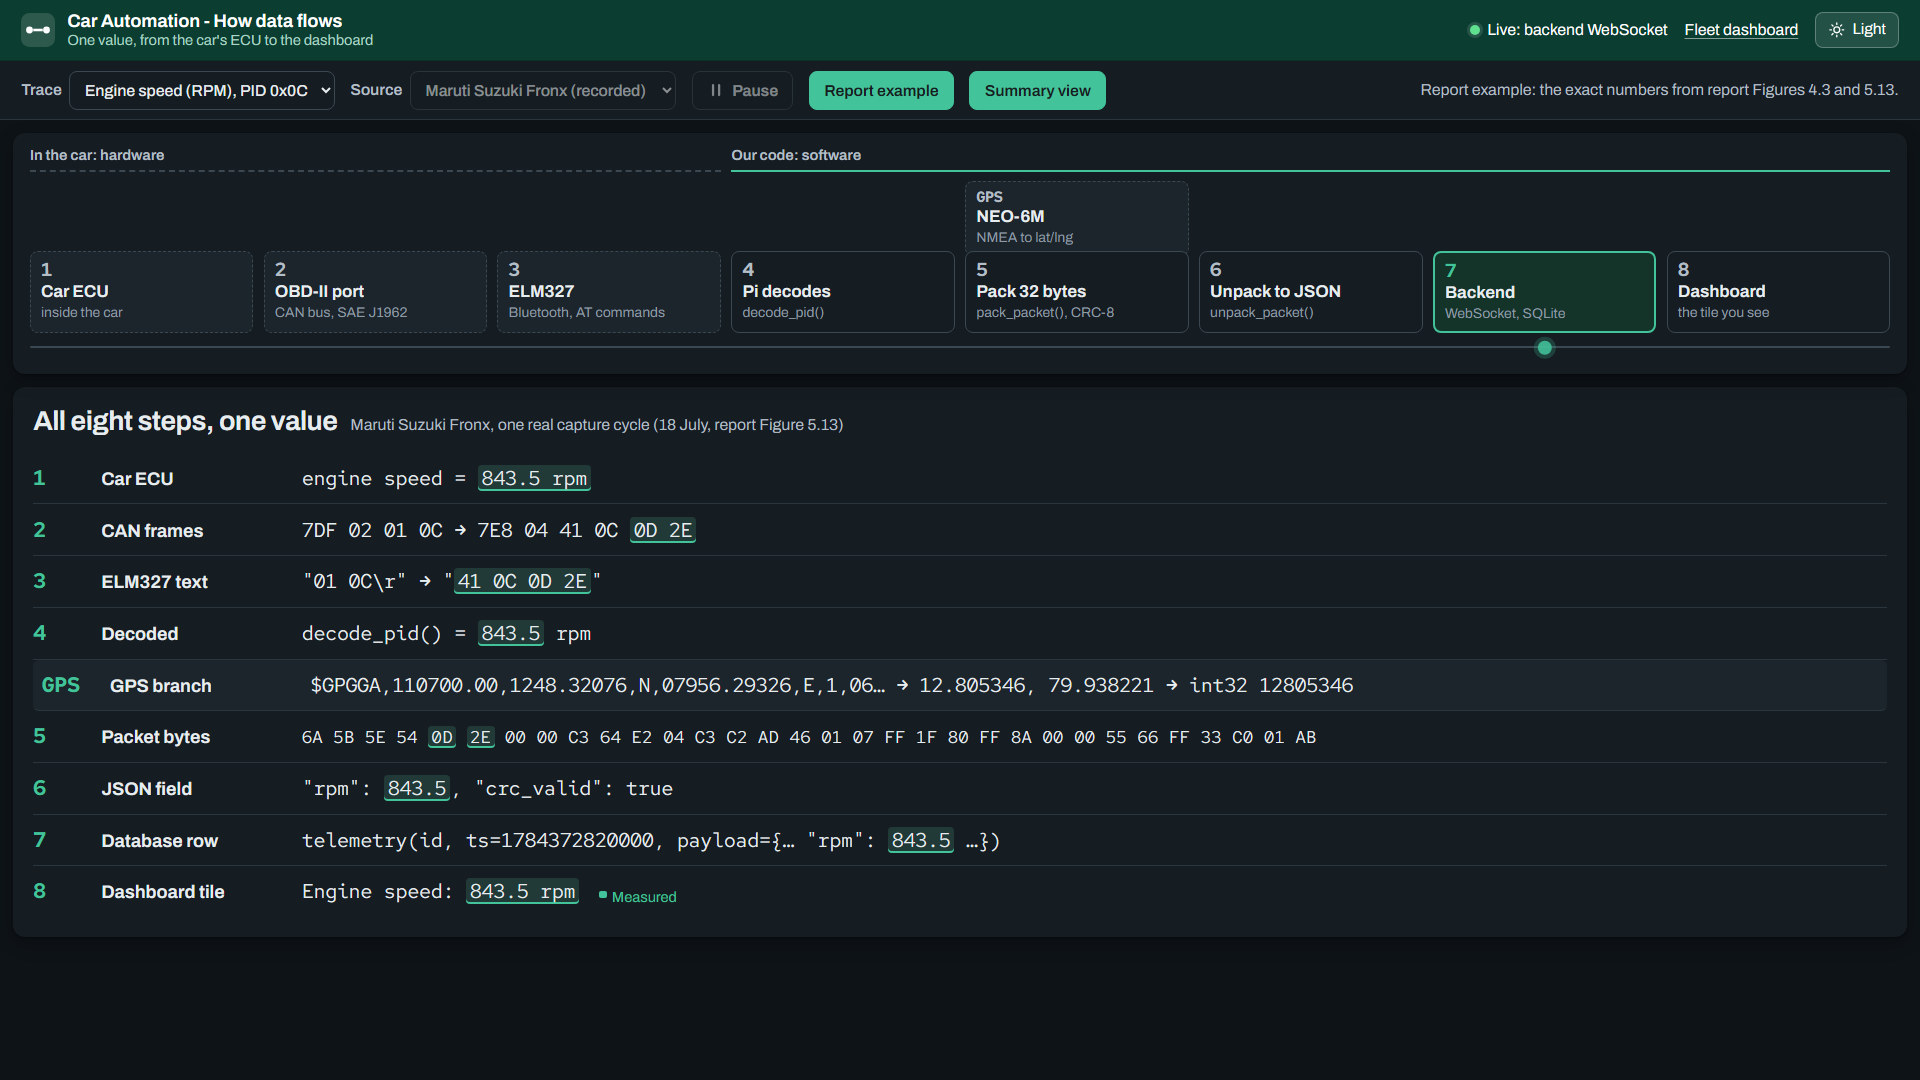 Car Automation - How data flows
One value, from the car's ECU to the dashboard
Live: backend WebSocket
Fleet dashboard
Light
Trace
Engine speed (RPM), PID 0x0C
Source
Maruti Suzuki Fronx (recorded)
Pause
Report example
Summary view
Report example: the exact numbers from report Figures 4.3 and 5.13.
In the car: hardware
Our code: software
GPS
NEO-6M
NMEA to lat/lng
1
Car ECU
inside the car
2
OBD-II port
CAN bus, SAE J1962
3
ELM327
Bluetooth, AT commands
4
Pi decodes
decode_pid()
5
Pack 32 bytes
pack_packet(), CRC-8
6
Unpack to JSON
unpack_packet()
7
Backend
WebSocket, SQLite
8
Dashboard
the tile you see
All eight steps, one value Maruti Suzuki Fronx, one real capture cycle (18 July, report Figure 5.13)
1 Car ECU engine speed = 843.5 rpm
2 CAN frames 7DF 02 01 0C → 7E8 04 41 0C 0D 2E
3 ELM327 text "01 0C\r" → "41 0C 0D 2E"
4 Decoded decode_pid() = 843.5 rpm
GPS GPS branch $GPGGA,110700.00,1248.32076,N,07956.29326,E,1,06… → 12.805346, 79.938221 → int32 12805346
5 Packet bytes 6A 5B 5E 54 0D 2E 00 00 C3 64 E2 04 C3 C2 AD 46 01 07 FF 1F 80 FF 8A 00 00 55 66 FF 33 C0 01 AB
6 JSON field "rpm": 843.5, "crc_valid": true
7 Database row telemetry(id, ts=1784372820000, payload={… "rpm": 843.5 …})
8 Dashboard tile Engine speed: 843.5 rpm Measured